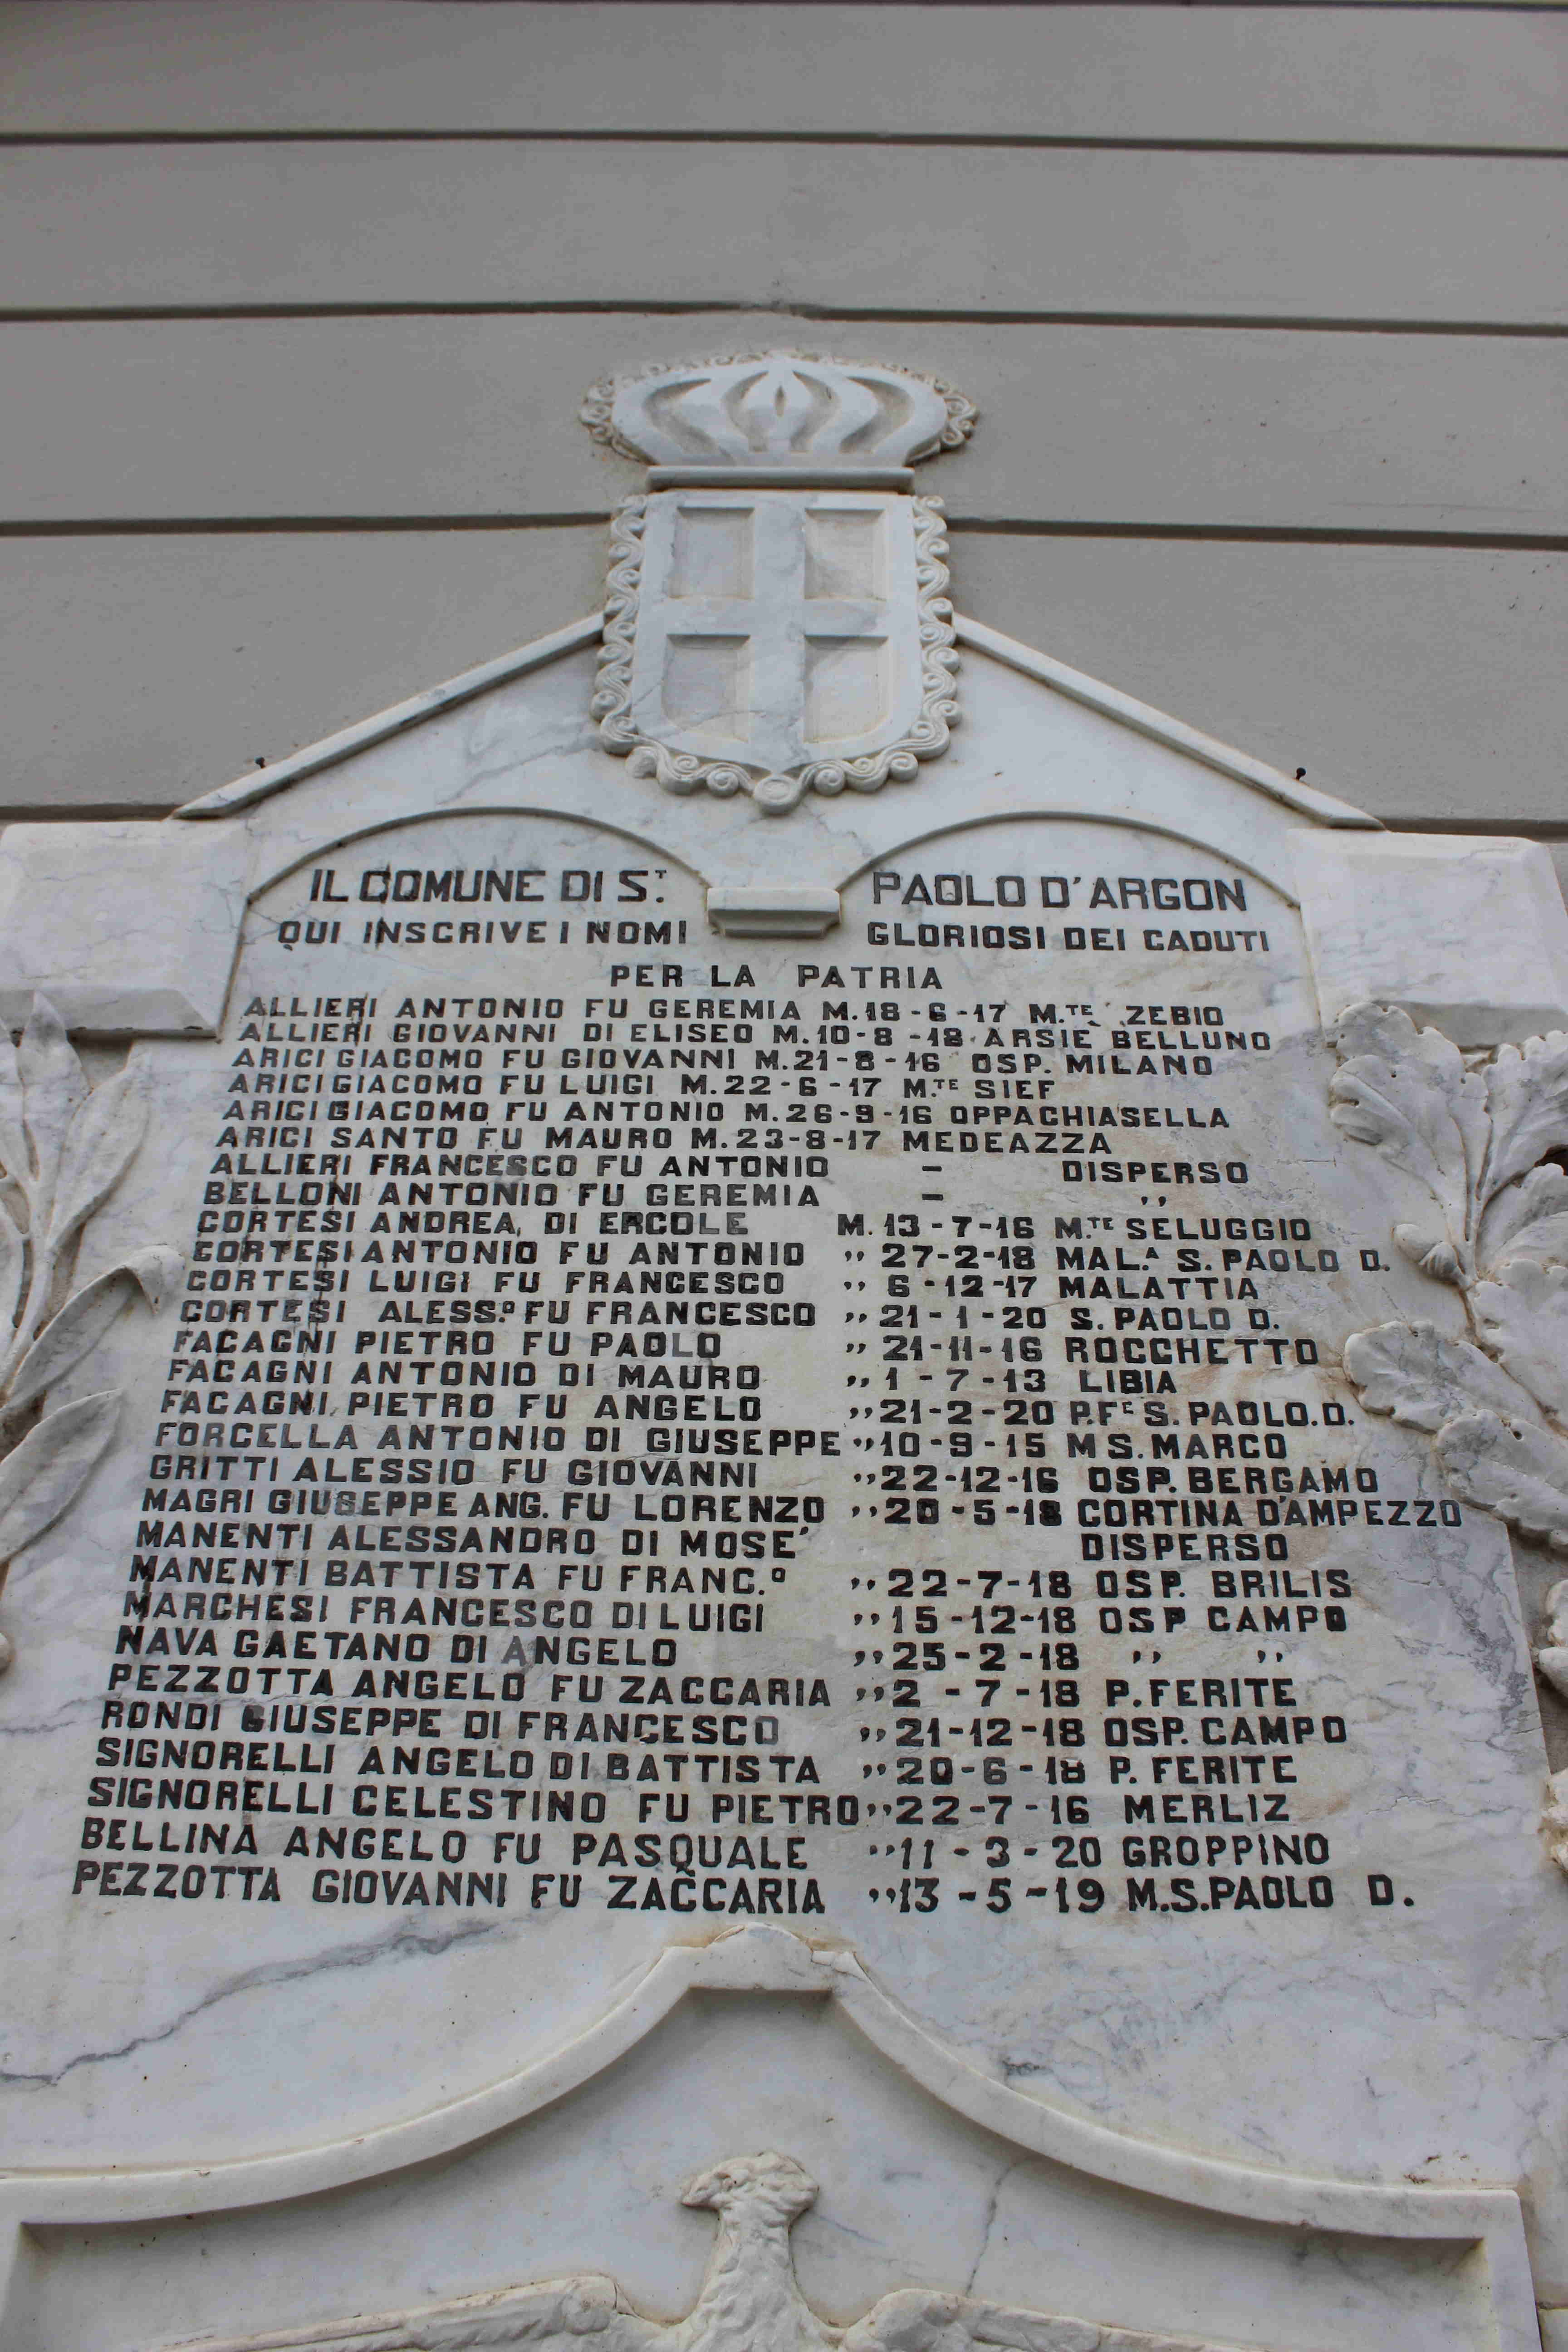 IL COMUNE DI S.T PAOLO D'ARGON
QUI INSCRIVE I NOMI GLORIOSI DEI CADUTI
PER LA PATRIA
ALLIERI ANTONIO FU GEREMIA M.18-6-17 M.TE ZEBIO
ALLIERI GIOVANNI DI ELISEO M.10-8-18 ARSIÈ BELLUNO
ARICI GIACOMO FU GIOVANNI M.21-8-16 OSP. MILANO
ARICI GIACOMO FU LUIGI M.22-6-17 M.TE SIEF
ARICI GIACOMO FU ANTONIO M.26-9-16 OPPACHIASELLA
ARICI SANTO FU MAURO M.23-8-17 MEDEAZZA
ALLIERI FRANCESCO FU ANTONIO - DISPERSO
BELLONI ANTONIO FU GEREMIA - ,,
CORTESI ANDREA, DI ERCOLE M. 13-7-16 M.TE SELUGGIO
CORTESI ANTONIO FU ANTONIO ,, 27-2-18 MAL.A S. PAOLO D.
CORTESI LUIGI FU FRANCESCO ,, 6-12-17 MALATTIA
CORTESI ALESS.O FU FRANCESCO ,, 21-1-20 S. PAOLO D.
FACAGNI PIETRO FU PAOLO ,, 21-11-16 ROCCHETTO
FACAGNI ANTONIO DI MAURO ,, 1-7-13 LIBIA
FACAGNI PIETRO FU ANGELO ,, 21-2-20 P.FE S. PAOLO. D.
FORCELLA ANTONIO DI GIUSEPPE ,, 10-9-15 M S. MARCO
GRITTI ALESSIO FU GIOVANNI ,, 22-12-16 OSP. BERGAMO
MAGRI GIUSEPPE ANG. FU LORENZO ,, 20-5-18 CORTINA D'AMPEZZO
MANENTI ALESSANDRO DI MOSE' DISPERSO
MANENTI BATTISTA FU FRANC.O ,, 22-7-18 OSP. BRILIS
MARCHESI FRANCESCO DI LUIGI ,, 15-12-18 OSP CAMPO
NAVA GAETANO DI ANGELO ,, 25-2-18 ,, ,,
PEZZOTTA ANGELO FU ZACCARIA ,, 2-7-18 P. FERITE
RONDI GIUSEPPE DI FRANCESCO ,, 21-12-18 OSP. CAMPO
SIGNORELLI ANGELO DI BATTISTA ,, 20-6-18 P. FERITE
SIGNORELLI CELESTINO FU PIETRO ,, 22-7-16 MERLIZ
BELLINA ANGELO FU PASQUALE ,, 11-3-20 GROPPINO
PEZZOTTA GIOVANNI FU ZACCARIA ,, 13-5-19 M.S.PAOLO D.